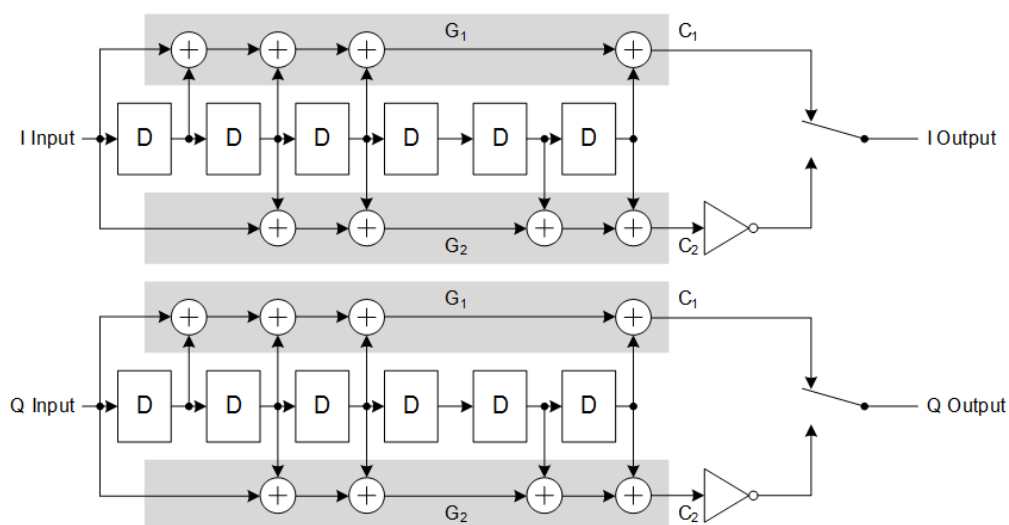 G1 C1
D D D D D D
I Input I Output
G2 C2
G1 C1
D D D D D D
Q Input Q Output
G2 C2